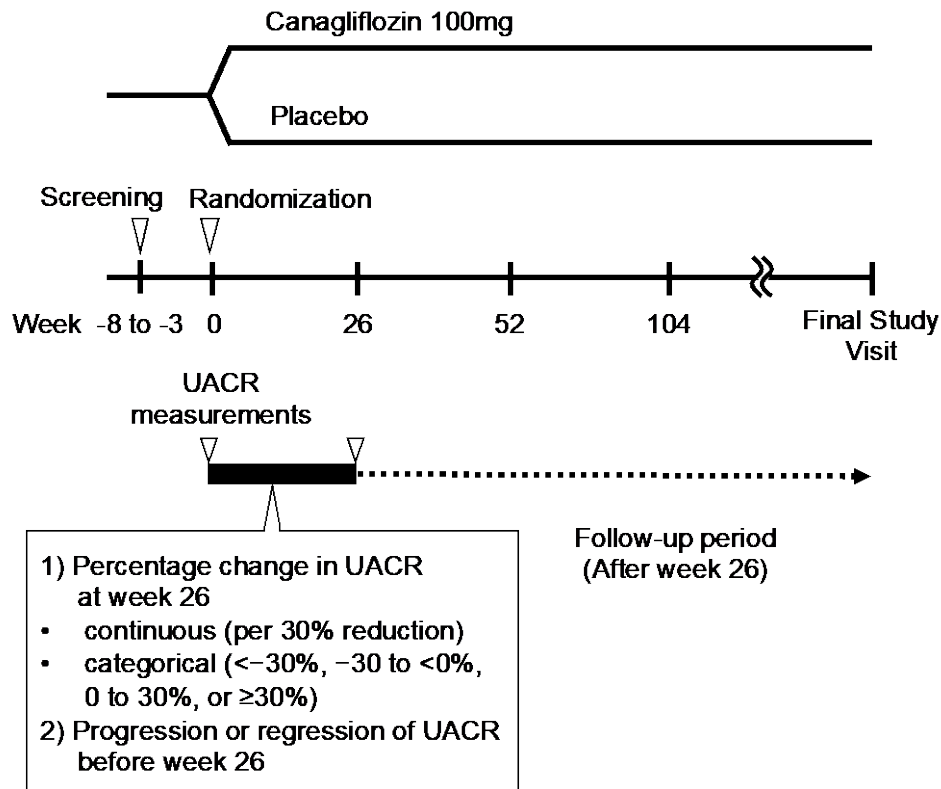 Canagliflozin 100mg
Placebo
Screening Randomization
Week -8 to -3 0 26 52 104 Final Study
Visit
UACR
measurements
Follow-up period
(After week 26)
1) Percentage change in UACR
at week 26
• continuous (per 30% reduction)
• categorical (<−30%, −30 to <0%,
0 to 30%, or ≥30%)
2) Progression or regression of UACR
before week 26